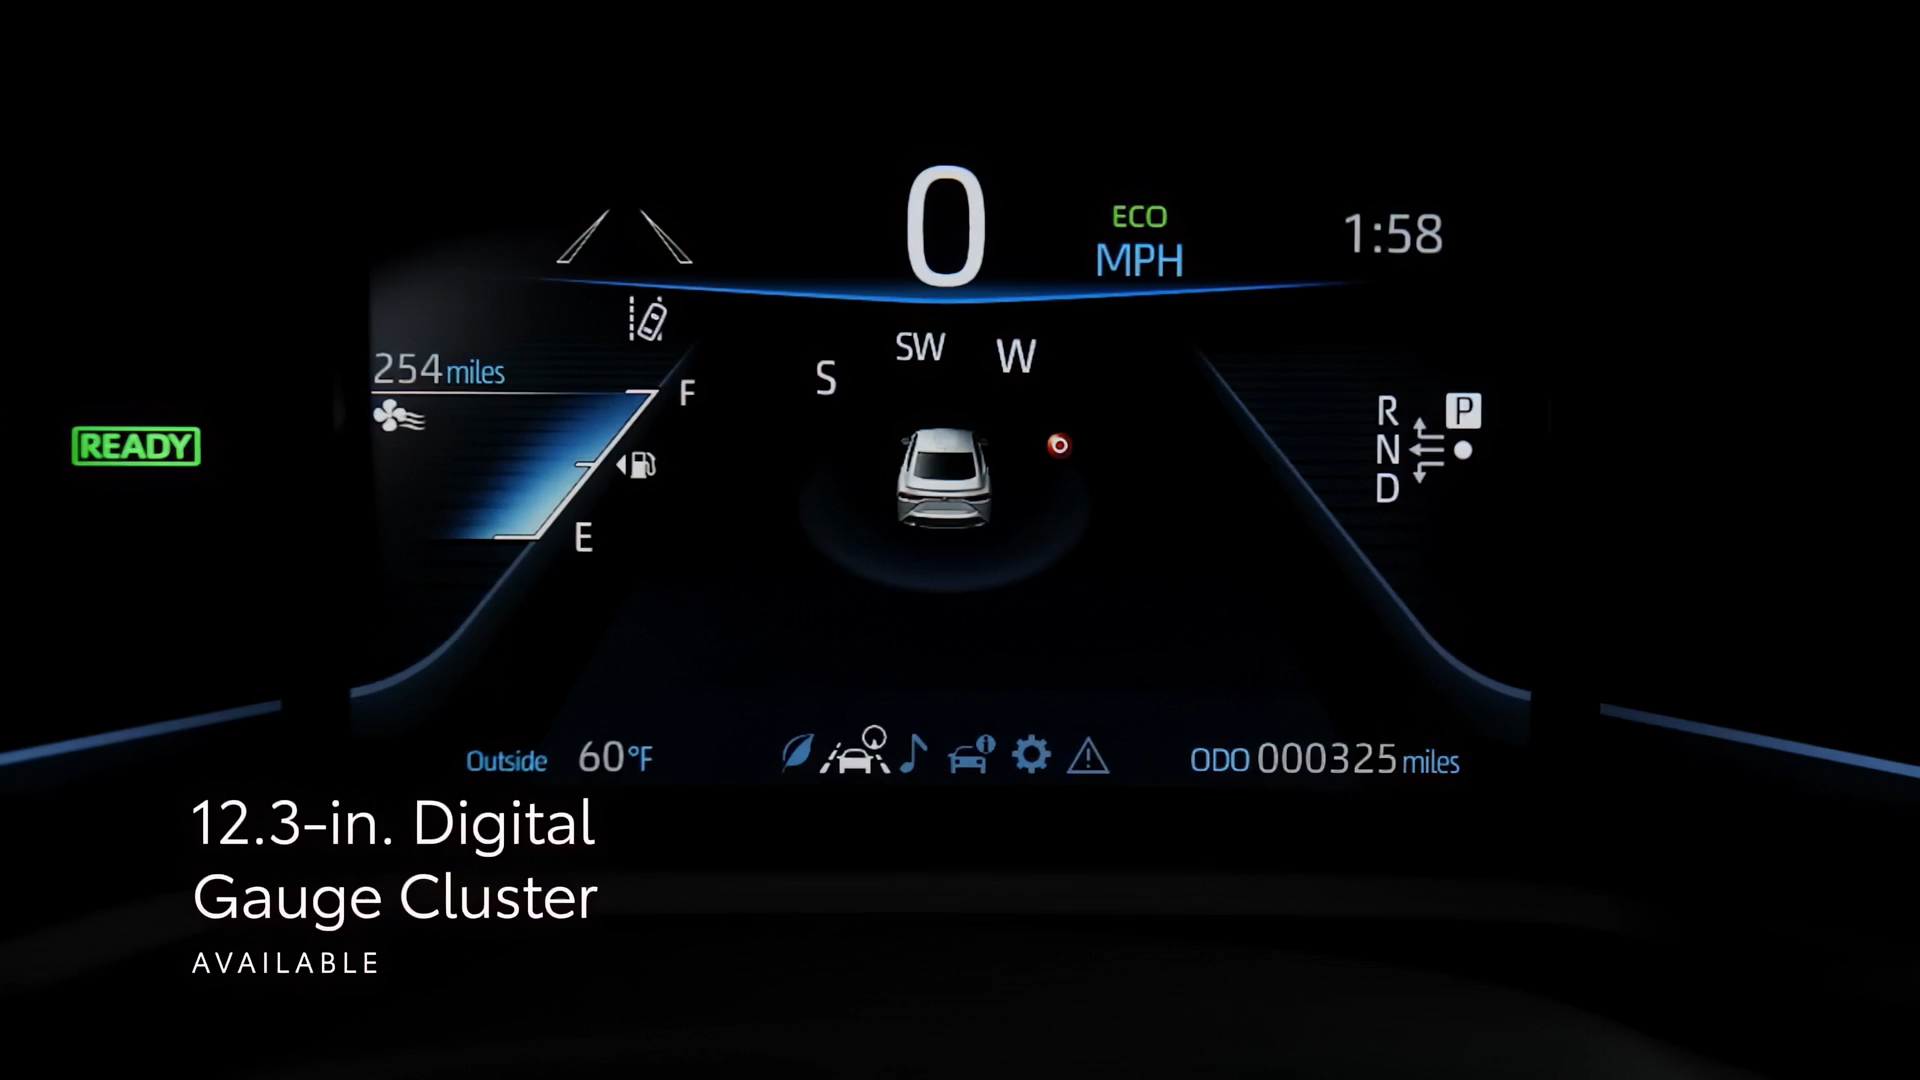 0
ECO
MPH
1:58
254 miles
F
E
READY
S
SW
W
R
N
D
P
Outside 60°F
ODO 000325 miles
12.3-in. Digital
Gauge Cluster
AVAILABLE